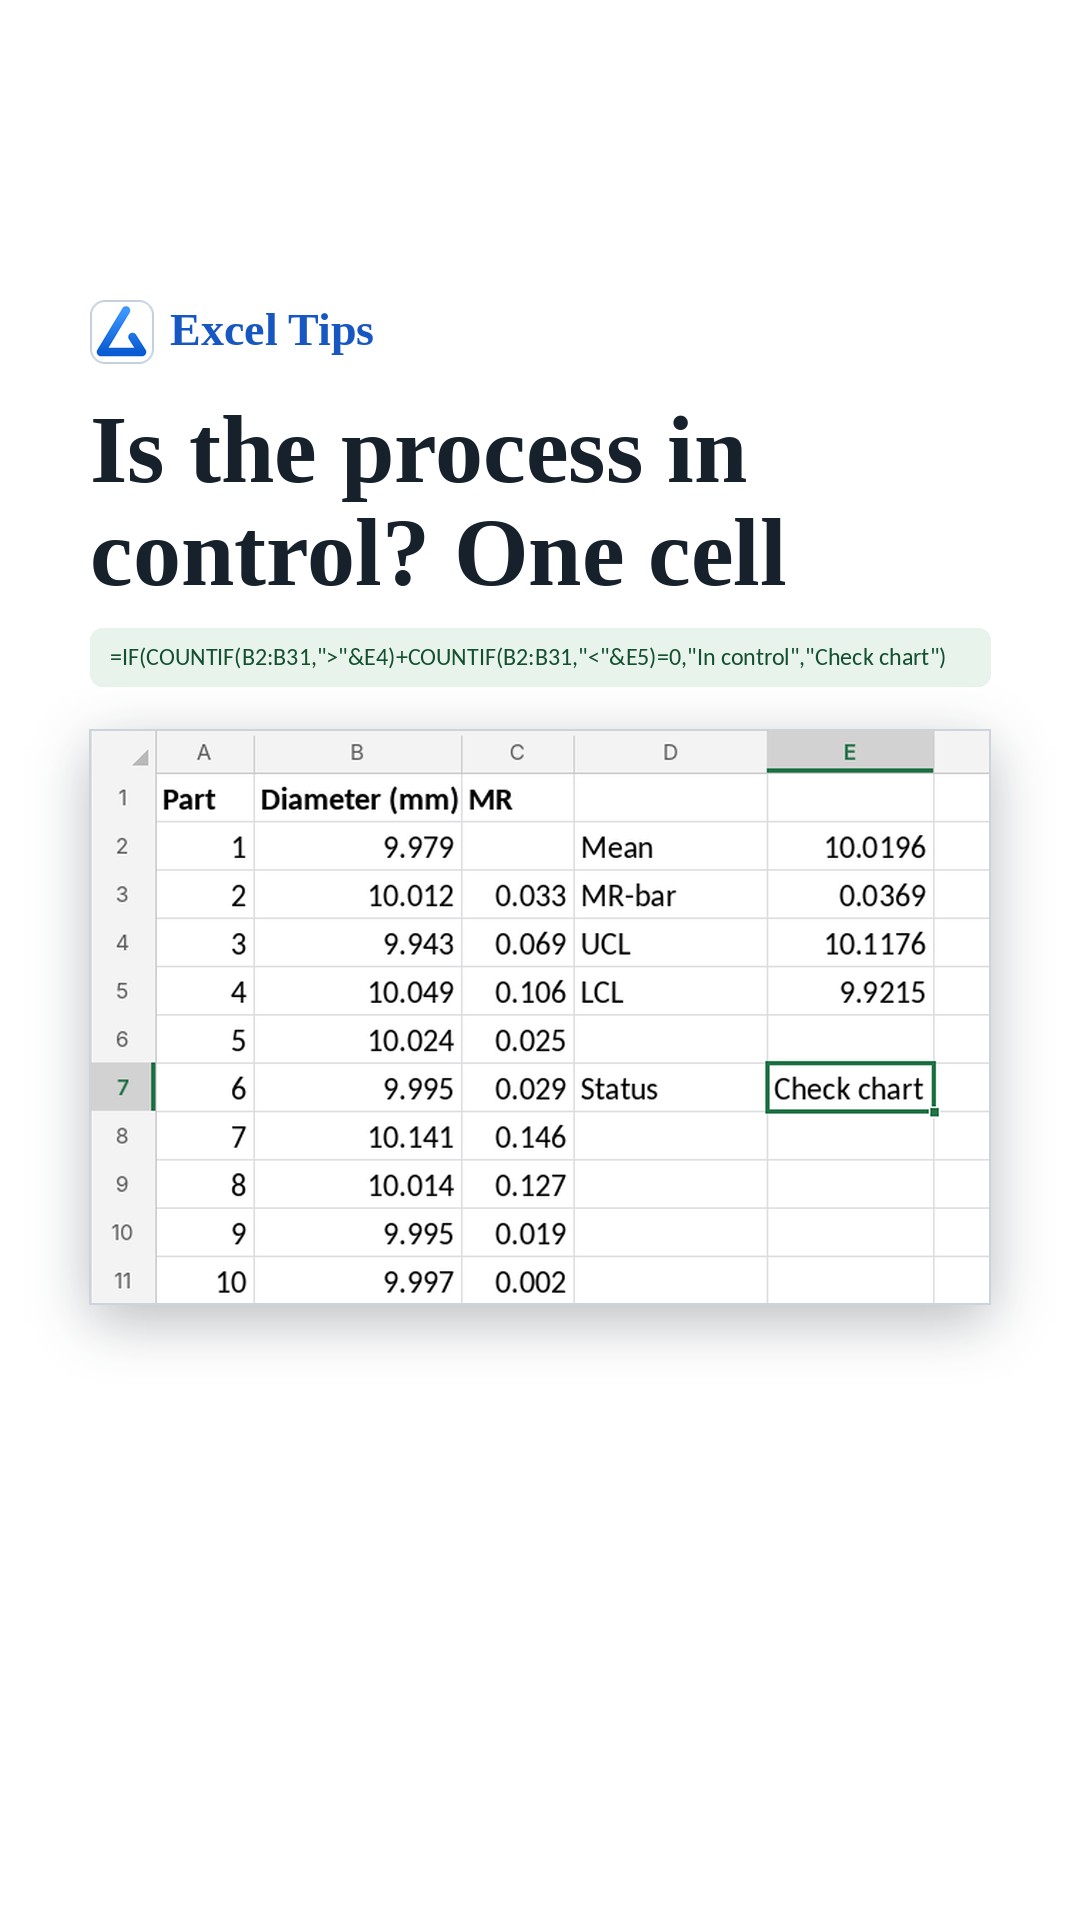 Excel Tips
Is the process in
control? One cell
=IF(COUNTIF(B2:B31,">"&E4)+COUNTIF(B2:B31,"<"&E5)=0,"In control","Check chart")
A B C D E
1 Part Diameter (mm) MR
2 1 9.979 Mean 10.0196
3 2 10.012 0.033 MR-bar 0.0369
4 3 9.943 0.069 UCL 10.1176
5 4 10.049 0.106 LCL 9.9215
6 5 10.024 0.025
7 6 9.995 0.029 Status Check chart
8 7 10.141 0.146
9 8 10.014 0.127
10 9 9.995 0.019
11 10 9.997 0.002